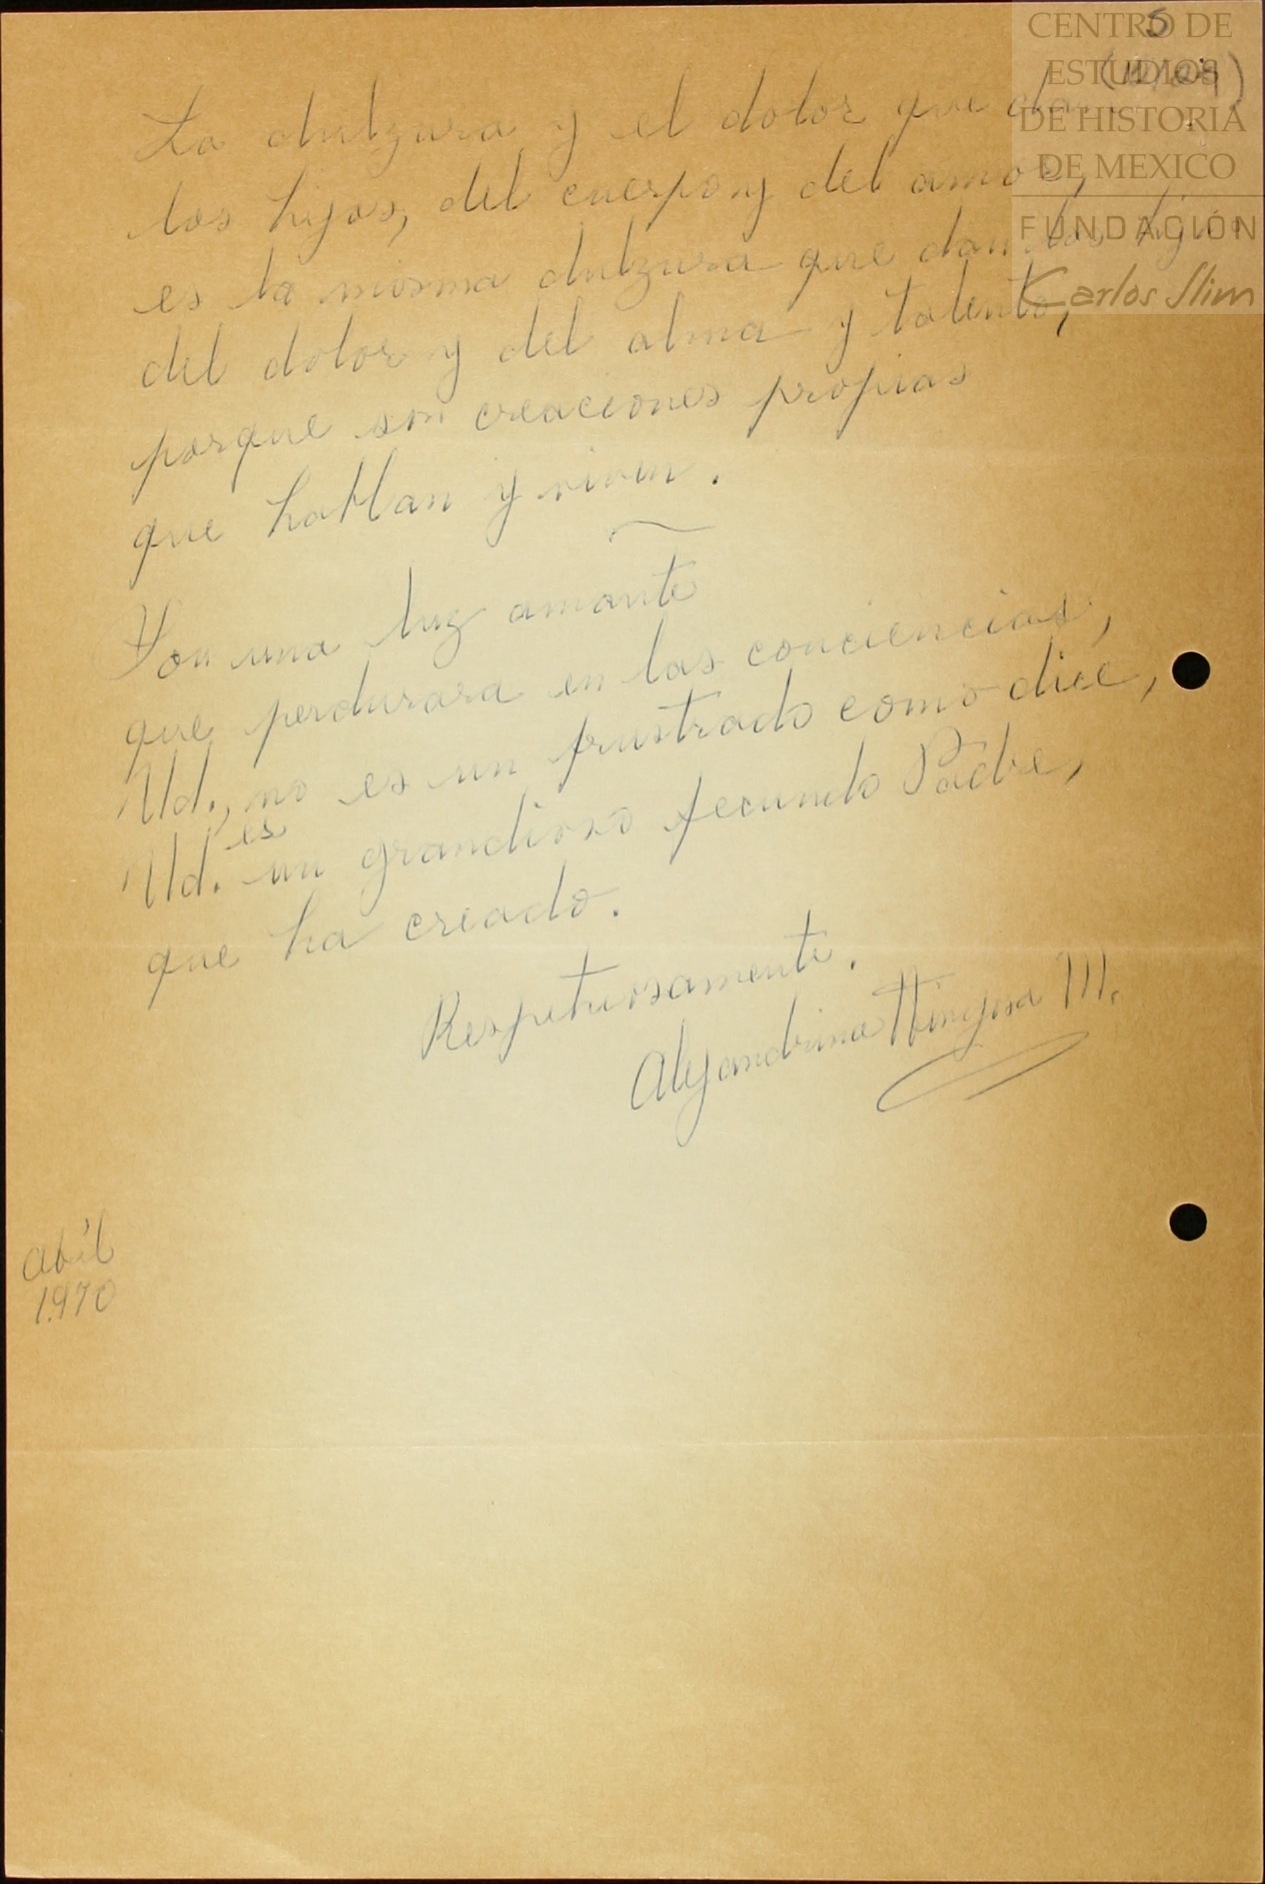 CENTRO DE
ESTUDIOS
DE HISTORIA
DE MEXICO
FUNDACIÓN
Carlos Slim
5
La dulzura y el dolor que dan
los hijos, del cuerpo y del amor,
es la misma dulzura que dan los hijos
del dolor y del alma y talento,
porque son creaciones propias
que hablan y viven.
Son una luz amante
que perdurara en las conciencias,
Ud., no es un frustrado como dice,
Ud. es un grandioso fecundo Padre,
que ha creado.
Respetuosamente.
Alejandrina M.
Abil
1970